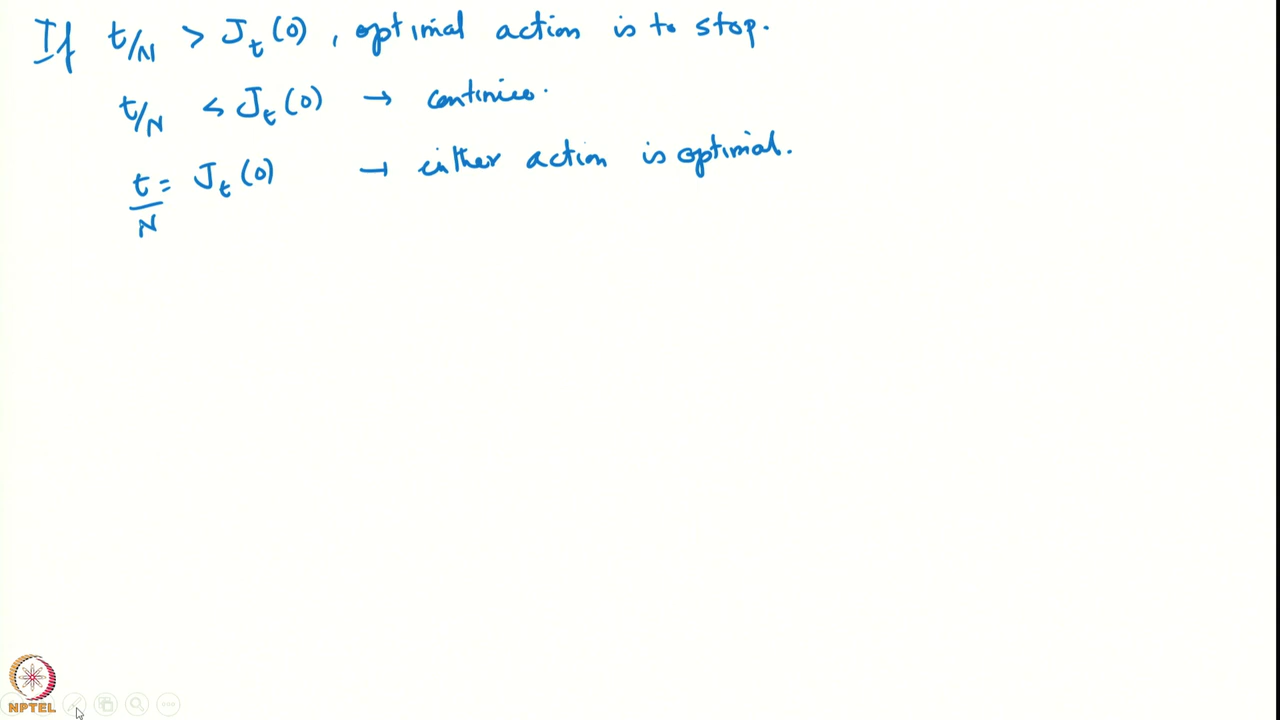 If t/N > J_t(0), optimal action is to stop.
t/N < J_t(0) → continue.
t/N = J_t(0) → either action is optimal.
NPTEL